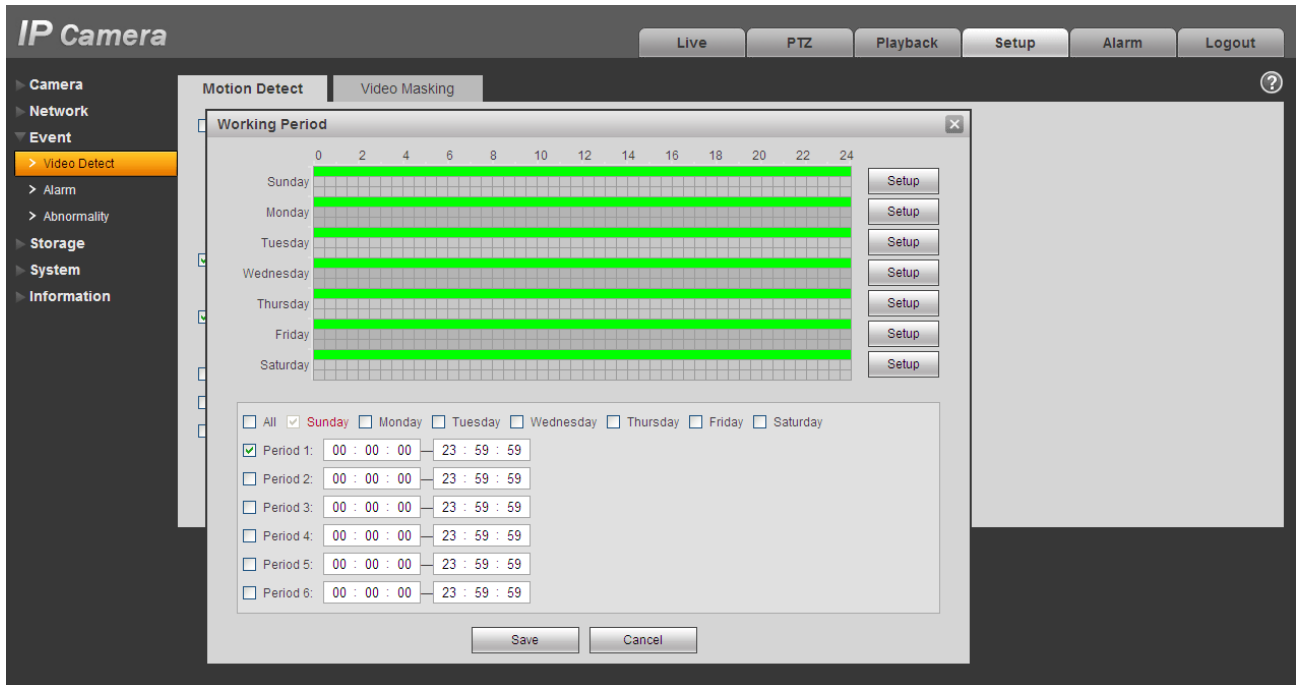 IP Camera
Live PTZ Playback Setup Alarm Logout
Camera
Network
Event
> Video Detect
> Alarm
> Abnormality
Storage
System
Information
Motion Detect Video Masking ?
Working Period
0 2 4 6 8 10 12 14 16 18 20 22 24
Sunday Setup
Monday Setup
Tuesday Setup
Wednesday Setup
Thursday Setup
Friday Setup
Saturday Setup
All Sunday Monday Tuesday Wednesday Thursday Friday Saturday
Period 1: 00 : 00 : 00 — 23 : 59 : 59
Period 2: 00 : 00 : 00 — 23 : 59 : 59
Period 3: 00 : 00 : 00 — 23 : 59 : 59
Period 4: 00 : 00 : 00 — 23 : 59 : 59
Period 5: 00 : 00 : 00 — 23 : 59 : 59
Period 6: 00 : 00 : 00 — 23 : 59 : 59
Save Cancel